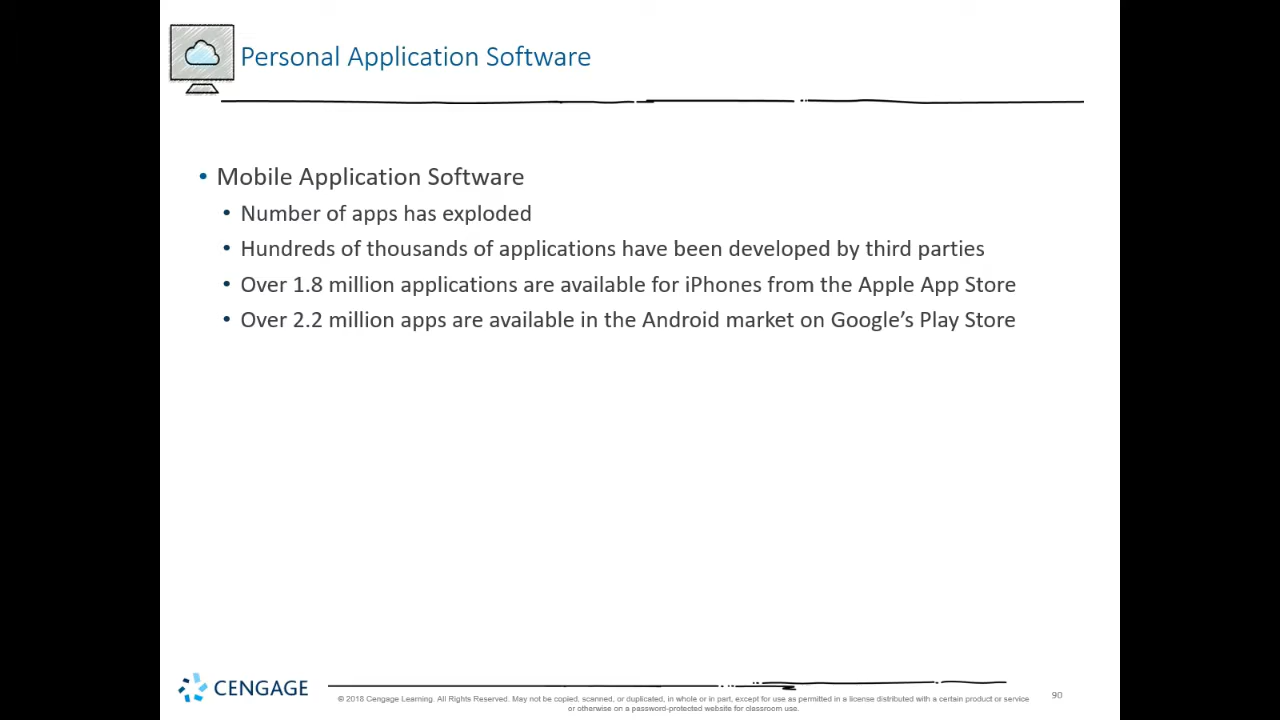 Personal Application Software
• Mobile Application Software
• Number of apps has exploded
• Hundreds of thousands of applications have been developed by third parties
• Over 1.8 million applications are available for iPhones from the Apple App Store
• Over 2.2 million apps are available in the Android market on Google’s Play Store
CENGAGE
© 2018 Cengage Learning. All Rights Reserved. May not be copied, scanned, or duplicated, in whole or in part, except for use as permitted in a license distributed with a certain product or service
or otherwise on a password-protected website for classroom use.
90